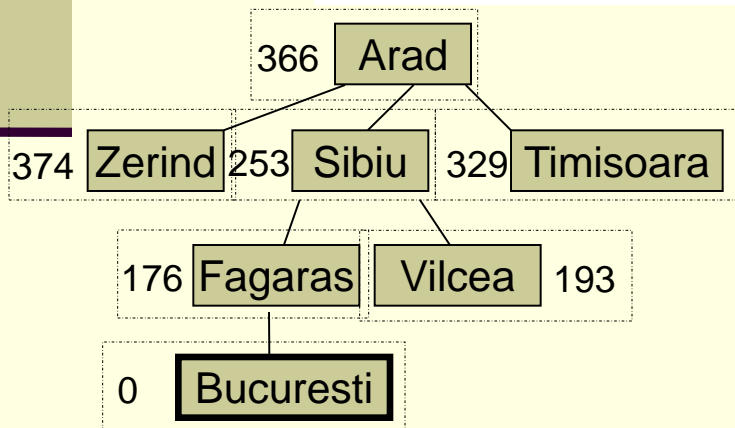 366 Arad
374 Zerind 253 Sibiu 329 Timisoara
176 Fagaras Vilcea 193
0 Bucuresti